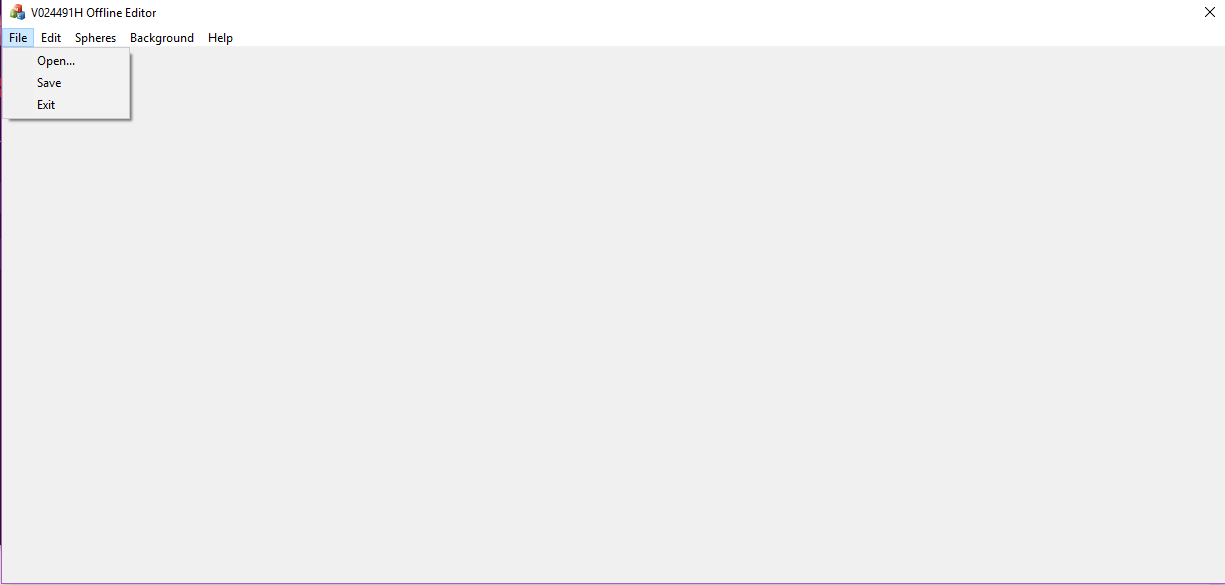 V024491H Offline Editor
File Edit Spheres Background Help
Open...
Save
Exit